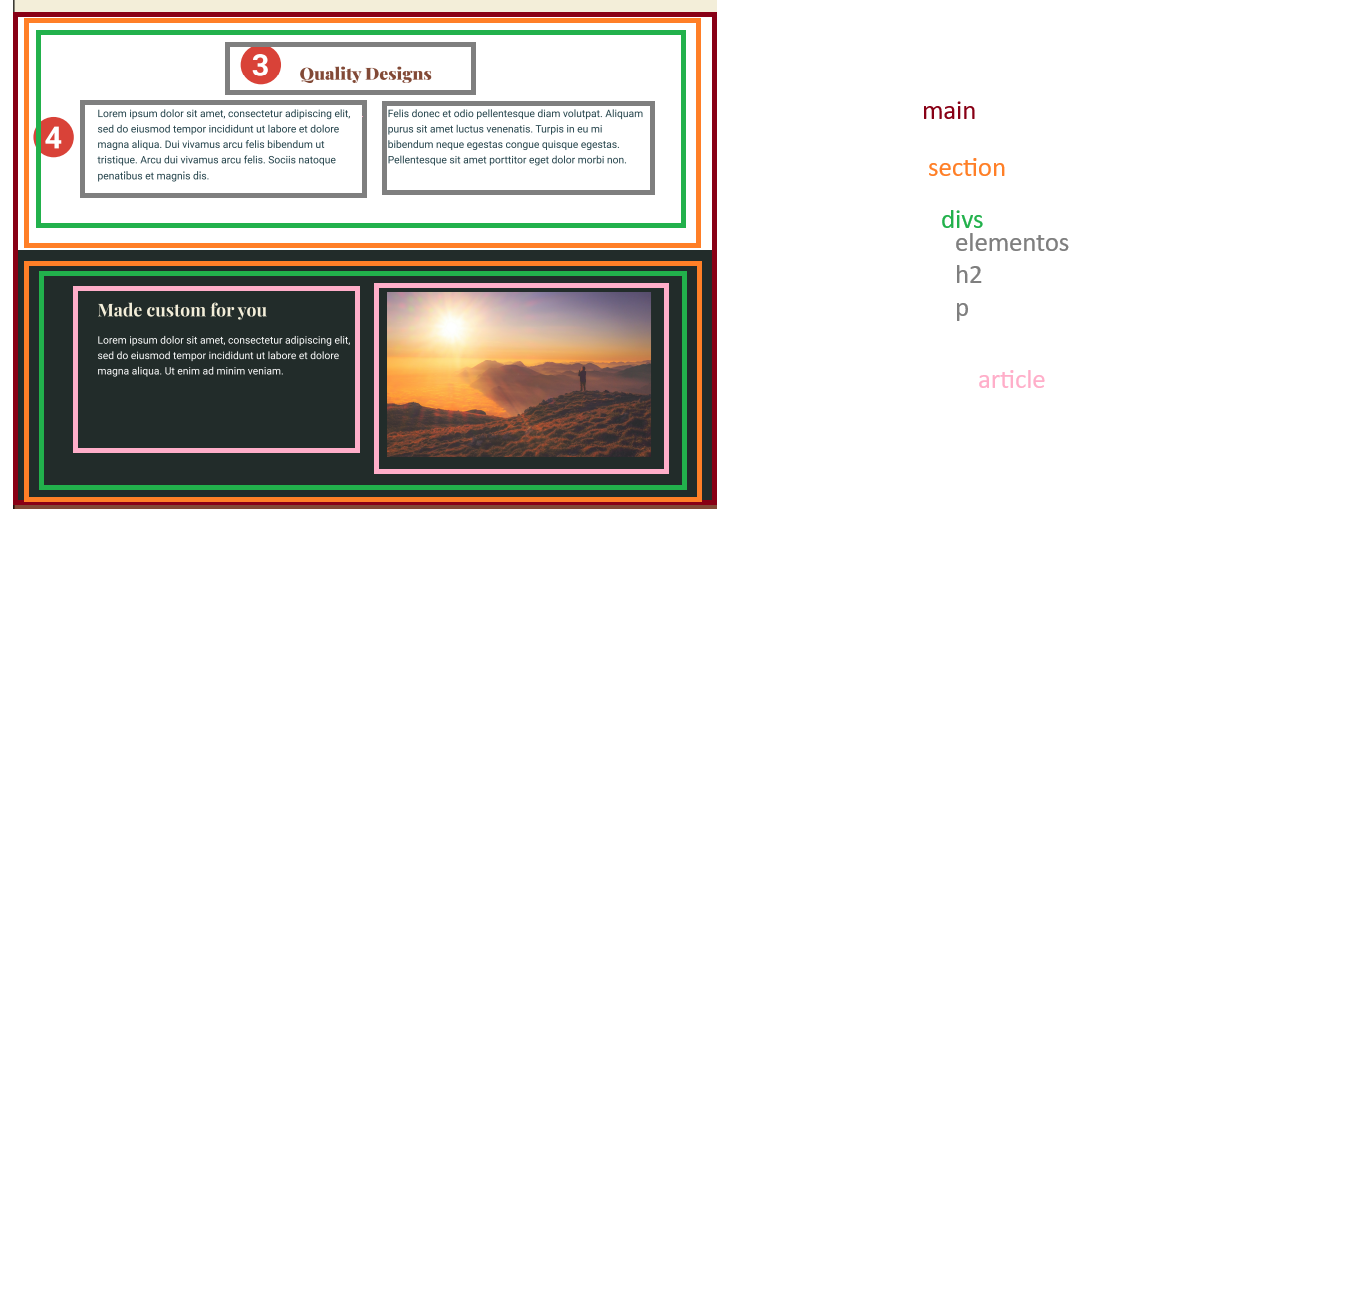 3
Quality Designs
4
Lorem ipsum dolor sit amet, consectetur adipiscing elit,
sed do eiusmod tempor incididunt ut labore et dolore
magna aliqua. Dui vivamus arcu felis bibendum ut
tristique. Arcu dui vivamus arcu felis. Sociis natoque
penatibus et magnis dis.
Felis donec et odio pellentesque diam volutpat. Aliquam
purus sit amet luctus venenatis. Turpis in eu mi
bibendum neque egestas congue quisque egestas.
Pellentesque sit amet porttitor eget dolor morbi non.
Made custom for you
Lorem ipsum dolor sit amet, consectetur adipiscing elit,
sed do eiusmod tempor incididunt ut labore et dolore
magna aliqua. Ut enim ad minim veniam.
main
section
divs
elementos
h2
p
article